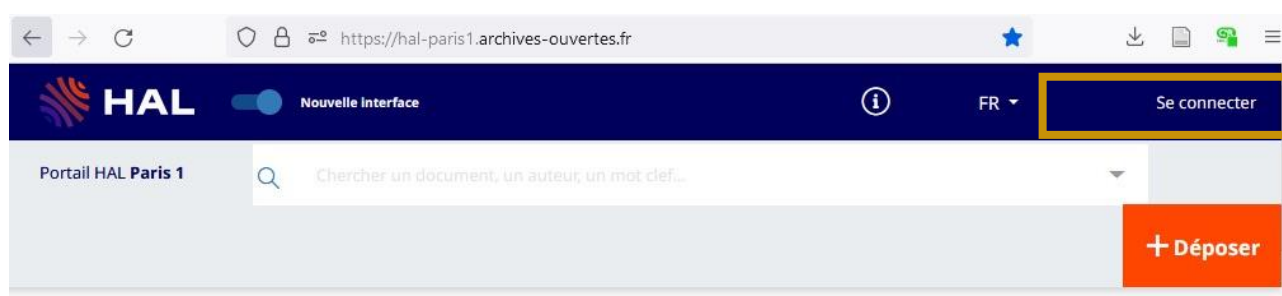 https://hal-paris1.archives-ouvertes.fr
HAL Nouvelle interface FR Se connecter
Portail HAL Paris 1 Chercher un document, un auteur, un mot clef...
+ Déposer